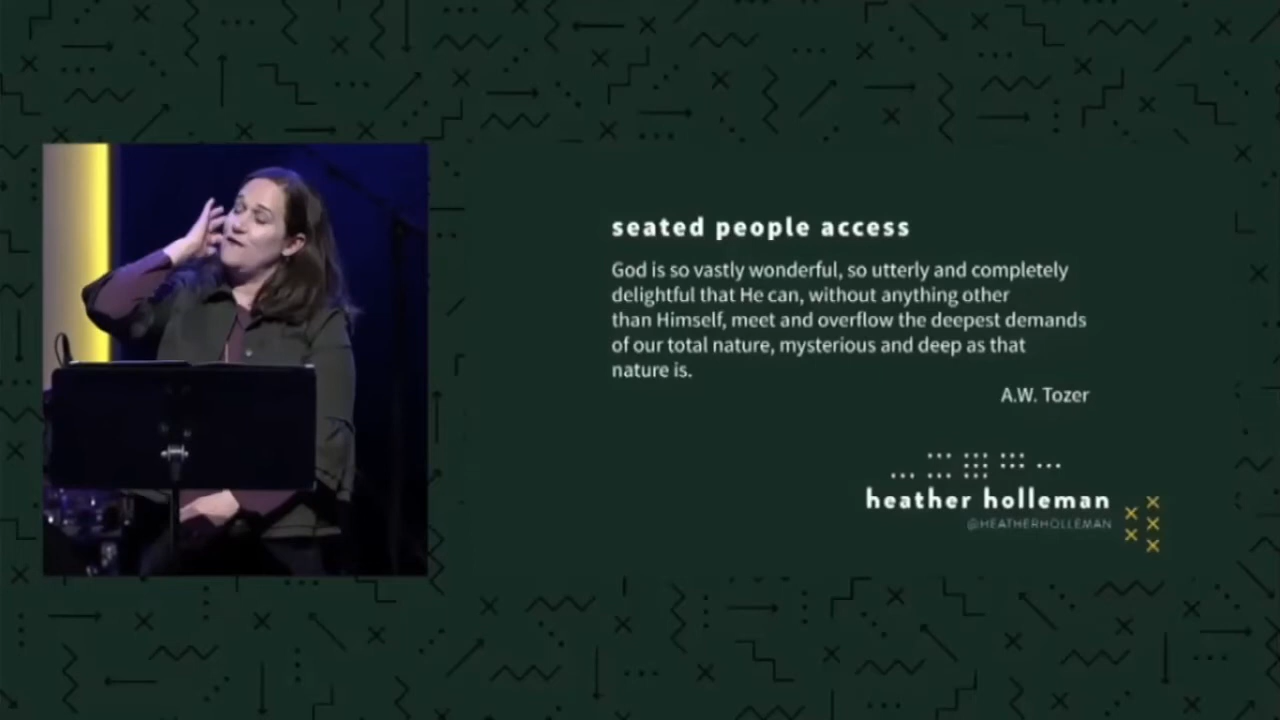 seated people access
God is so vastly wonderful, so utterly and completely
delightful that He can, without anything other
than Himself, meet and overflow the deepest demands
of our total nature, mysterious and deep as that
nature is.
A.W. Tozer
heather holleman
@HEATHERHOLLEMAN